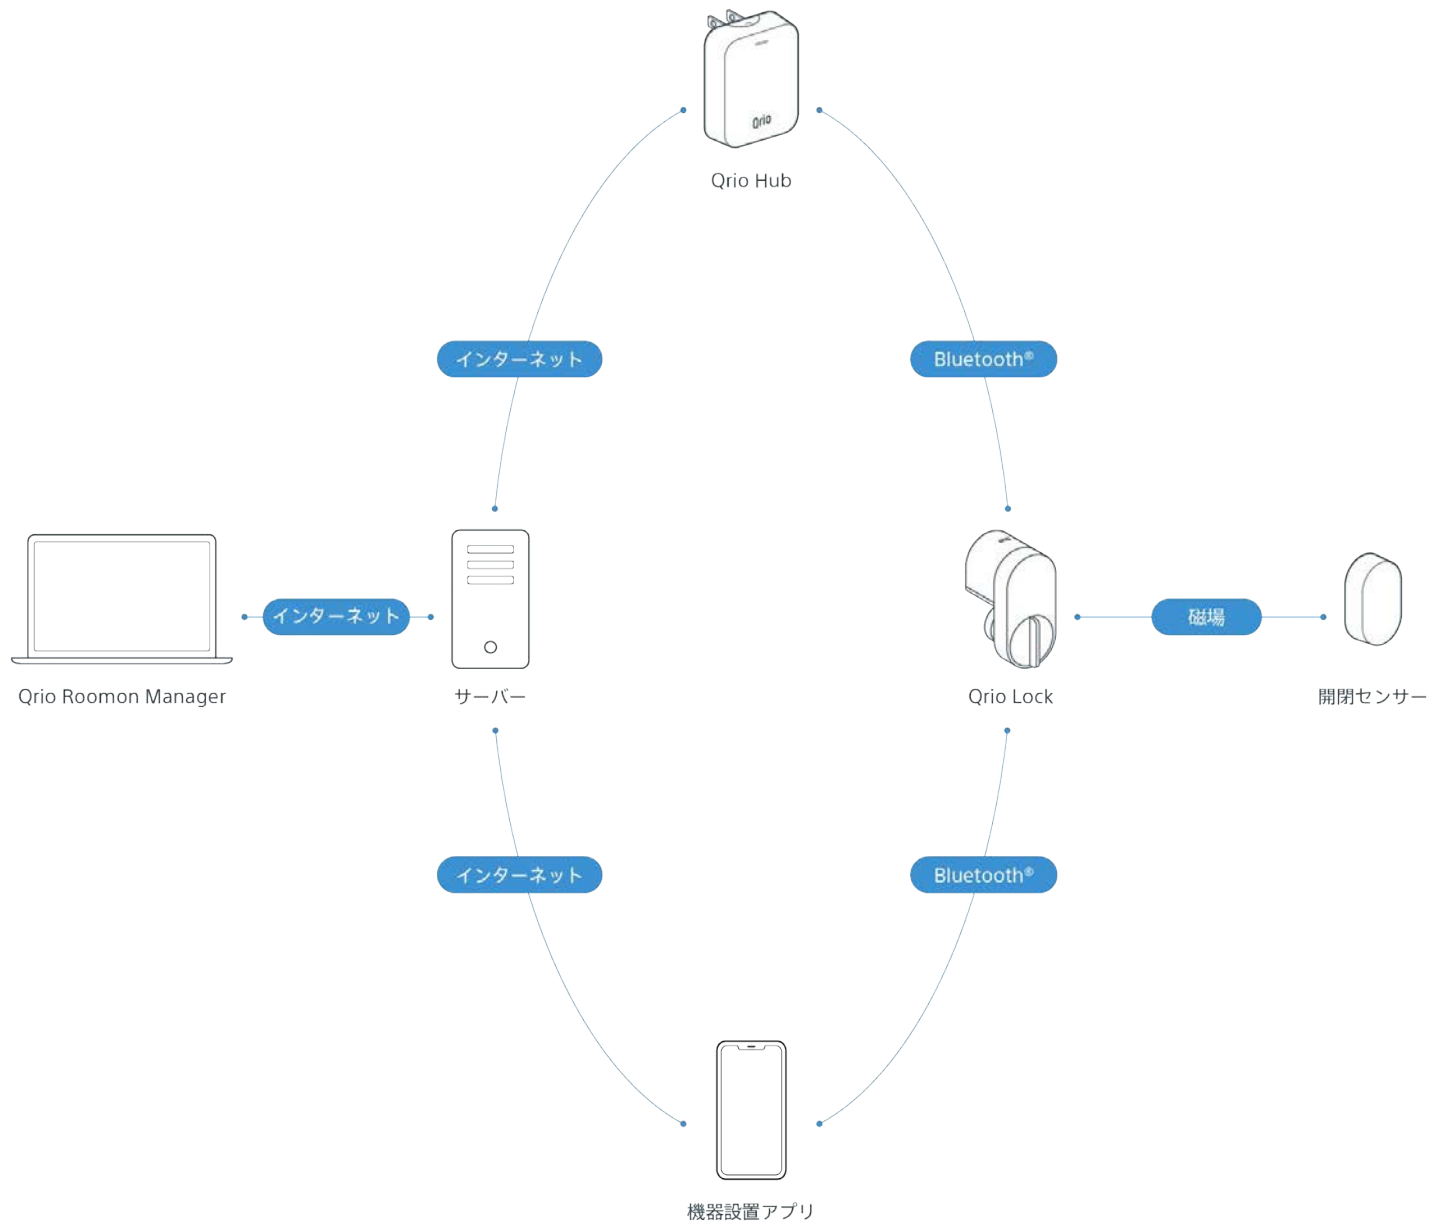 Qrio
Qrio Hub
インターネット
Bluetooth®
インターネット
磁場
Qrio Roomon Manager
サーバー
Qrio Lock
開閉センサー
インターネット
Bluetooth®
機器設置アプリ